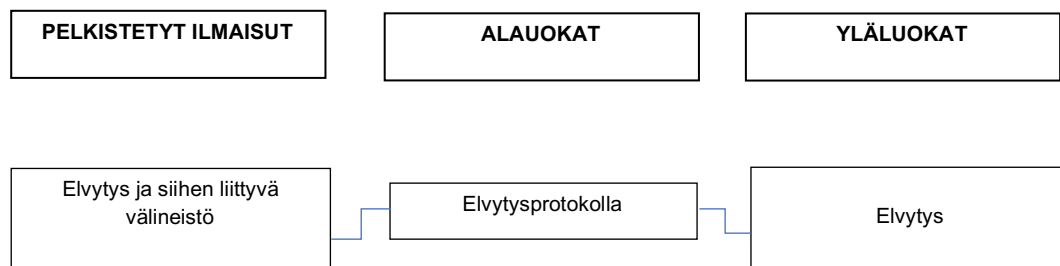 PELKISTETYT ILMAISUT
ALAUOKAT
YLÄLUOKAT
Elvytys ja siihen liittyvä
välineistö
Elvytysprotokolla
Elvytys